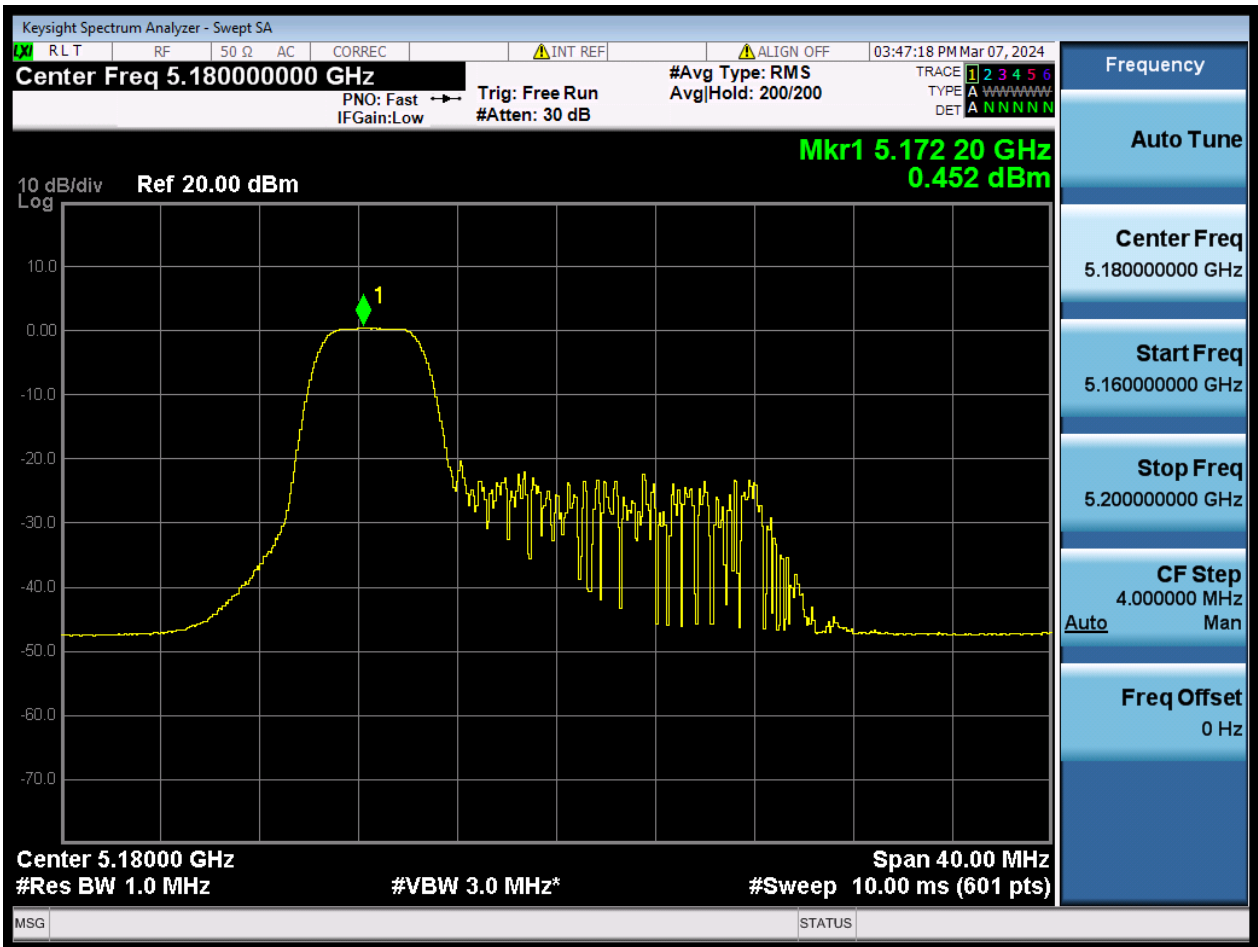 Keysight Spectrum Analyzer - Swept SA
LXI RLT RF 50 Ω AC CORREC INT REF ALIGN OFF 03:47:18 PM Mar 07, 2024
Center Freq 5.180000000 GHz
PNO: Fast
IFGain:Low
Trig: Free Run
#Atten: 30 dB
#Avg Type: RMS
Avg|Hold: 200/200
TRACE 1 2 3 4 5 6
TYPE A WWWWW
DET A N N N N N
Mkr1 5.172 20 GHz
0.452 dBm
10 dB/div Ref 20.00 dBm
Log
1
10.0
0.00
-10.0
-20.0
-30.0
-40.0
-50.0
-60.0
-70.0
Center 5.18000 GHz Span 40.00 MHz
#Res BW 1.0 MHz #VBW 3.0 MHz* #Sweep 10.00 ms (601 pts)
MSG STATUS
Frequency
Auto Tune
Center Freq
5.180000000 GHz
Start Freq
5.160000000 GHz
Stop Freq
5.200000000 GHz
CF Step
4.000000 MHz
Auto Man
Freq Offset
0 Hz